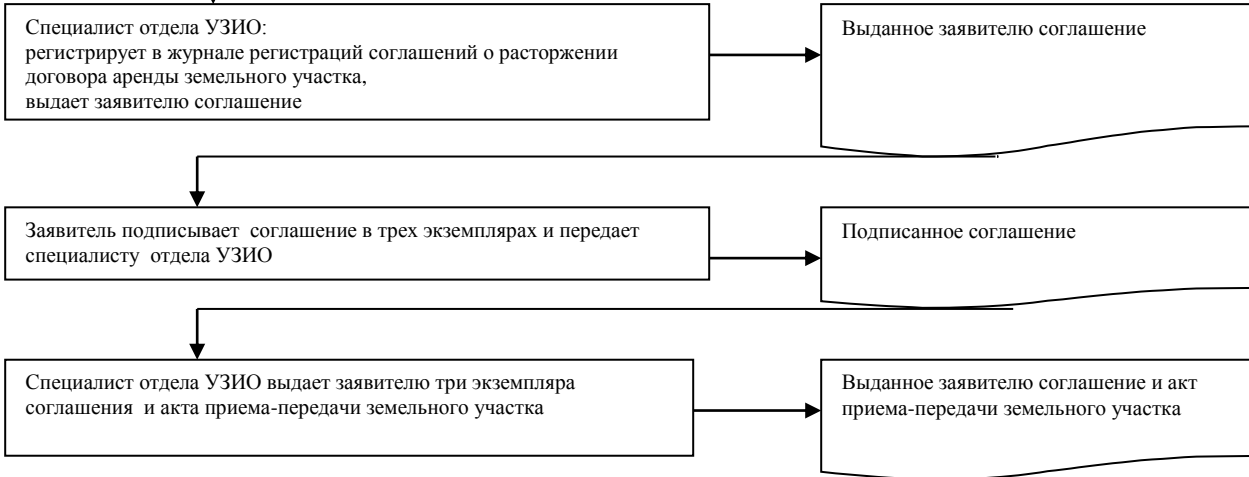 Специалист отдела УЗИО:
регистрирует в журнале регистраций соглашений о расторжении
договора аренды земельного участка,
выдает заявителю соглашение
Выданное заявителю соглашение
Заявитель подписывает соглашение в трех экземплярах и передает
специалисту отдела УЗИО
Подписанное соглашение
Специалист отдела УЗИО выдает заявителю три экземпляра
соглашения и акта приема-передачи земельного участка
Выданное заявителю соглашение и акт
приема-передачи земельного участка